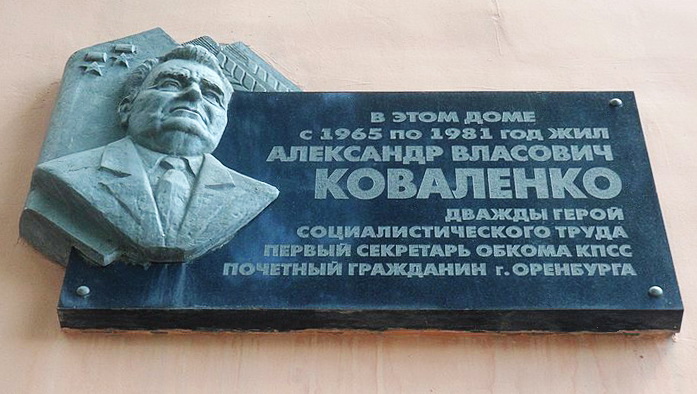 В ЭТОМ ДОМЕ
с 1965 по 1981 год жил
АЛЕКСАНДР ВЛАСОВИЧ
КОВАЛЕНКО
ДВАЖДЫ ГЕРОЙ
СОЦИАЛИСТИЧЕСКОГО ТРУДА
ПЕРВЫЙ СЕКРЕТАРЬ ОБКОМА КПСС
ПОЧЕТНЫЙ ГРАЖДАНИН г. ОРЕНБУРГА